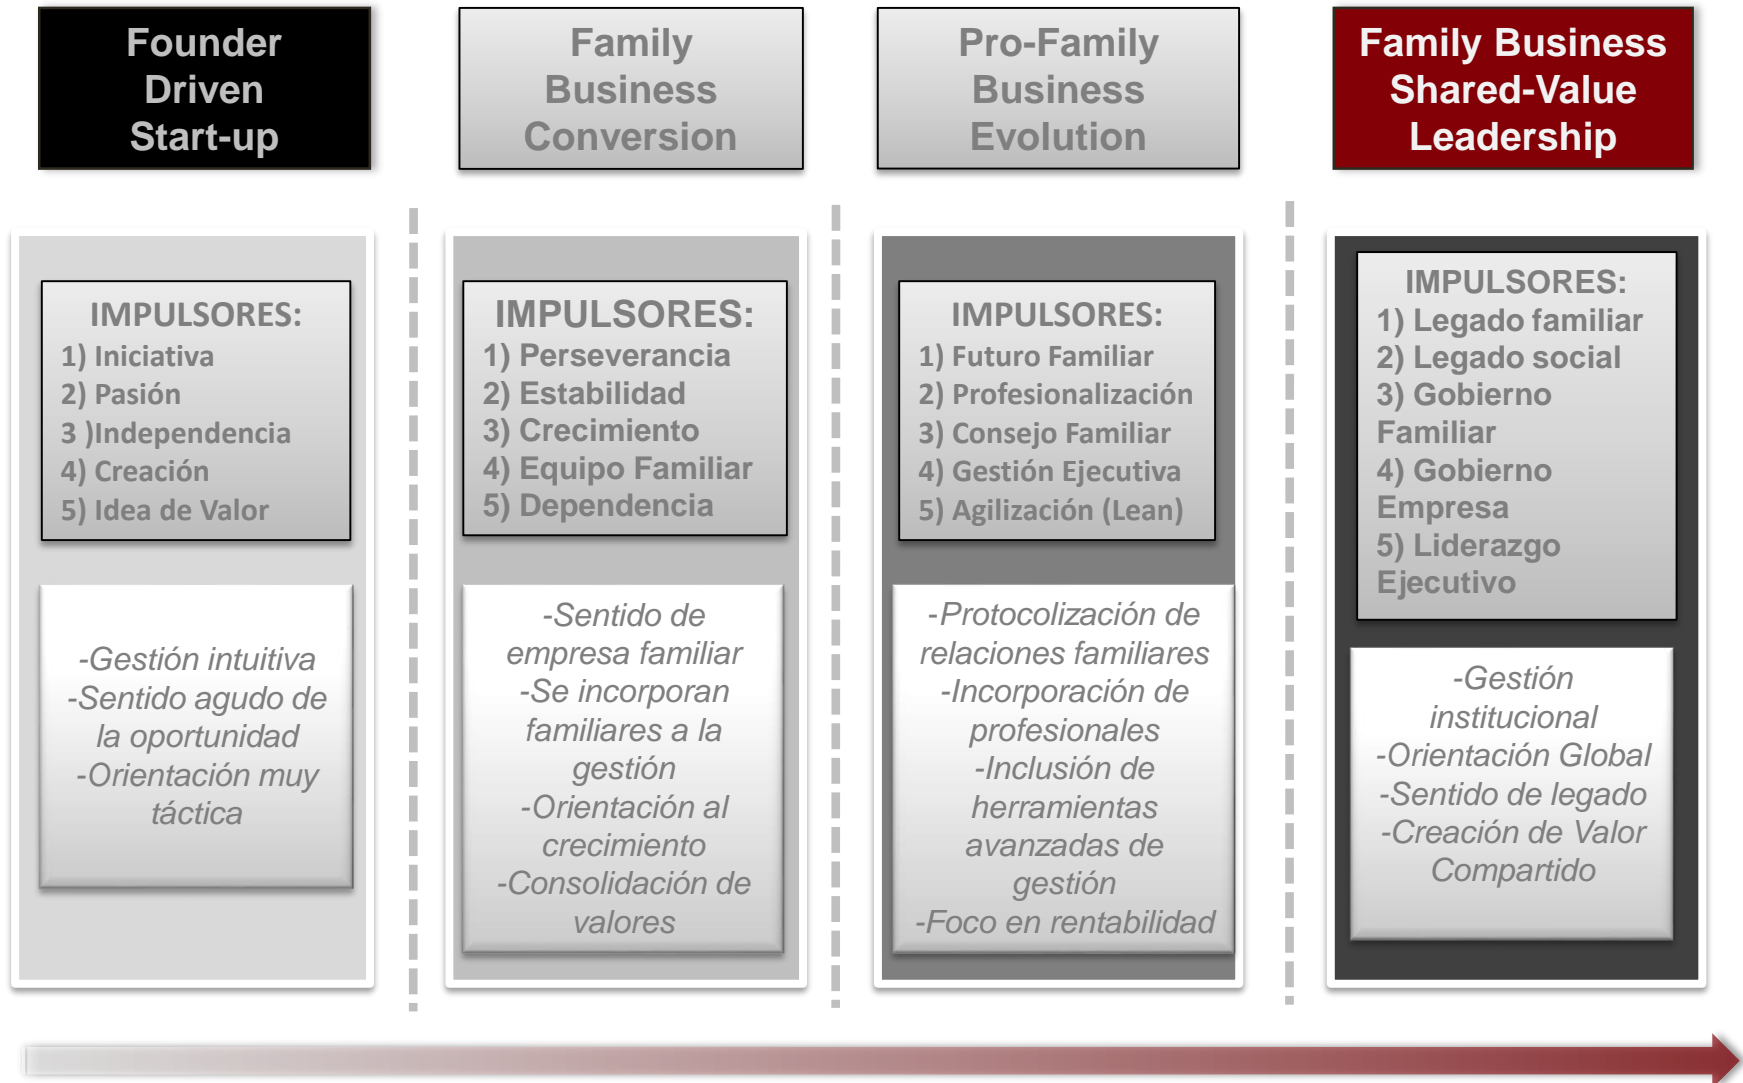 Founder
Driven
Start-up
Family
Business
Conversion
Pro-Family
Business
Evolution
Family Business
Shared-Value
Leadership
IMPULSORES:
1) Iniciativa
2) Pasión
3 )Independencia
4) Creación
5) Idea de Valor
-Gestión intuitiva
-Sentido agudo de
la oportunidad
-Orientación muy
táctica
IMPULSORES:
1) Perseverancia
2) Estabilidad
3) Crecimiento
4) Equipo Familiar
5) Dependencia
-Sentido de
empresa familiar
-Se incorporan
familiares a la
gestión
-Orientación al
crecimiento
-Consolidación de
valores
IMPULSORES:
1) Futuro Familiar
2) Profesionalización
3) Consejo Familiar
4) Gestión Ejecutiva
5) Agilización (Lean)
-Protocolización de
relaciones familiares
-Incorporación de
profesionales
-Inclusión de
herramientas
avanzadas de
gestión
-Foco en rentabilidad
IMPULSORES:
1) Legado familiar
2) Legado social
3) Gobierno
Familiar
4) Gobierno
Empresa
5) Liderazgo
Ejecutivo
-Gestión
institucional
-Orientación Global
-Sentido de legado
-Creación de Valor
Compartido